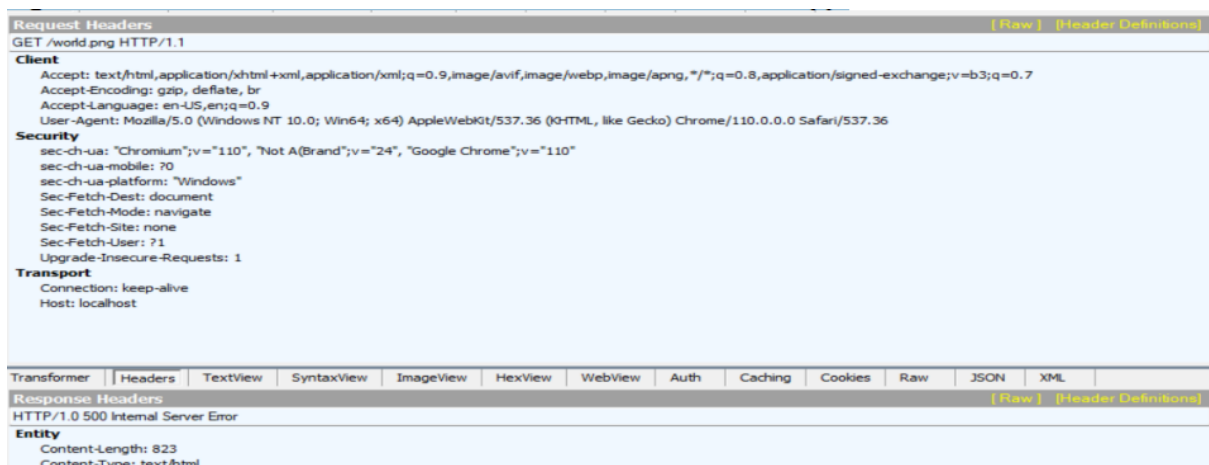 Request Headers [ Raw ] [Header Definitions]
GET /world.png HTTP/1.1
Client
Accept: text/html,application/xhtml+xml,application/xml;q=0.9,image/avif,image/webp,image/apng,*/*;q=0.8,application/signed-exchange;v=b3;q=0.7
Accept-Encoding: gzip, deflate, br
Accept-Language: en-US,en;q=0.9
User-Agent: Mozilla/5.0 (Windows NT 10.0; Win64; x64) AppleWebKit/537.36 (KHTML, like Gecko) Chrome/110.0.0.0 Safari/537.36
Security
sec-ch-ua: "Chromium";v="110", "Not A(Brand";v="24", "Google Chrome";v="110"
sec-ch-ua-mobile: ?0
sec-ch-ua-platform: "Windows"
Sec-Fetch-Dest: document
Sec-Fetch-Mode: navigate
Sec-Fetch-Site: none
Sec-Fetch-User: ?1
Upgrade-Insecure-Requests: 1
Transport
Connection: keep-alive
Host: localhost
Transformer Headers TextView SyntaxView ImageView HexView WebView Auth Caching Cookies Raw JSON XML
Response Headers [ Raw ] [Header Definitions]
HTTP/1.0 500 Internal Server Error
Entity
Content-Length: 823
Content-Type: text/html